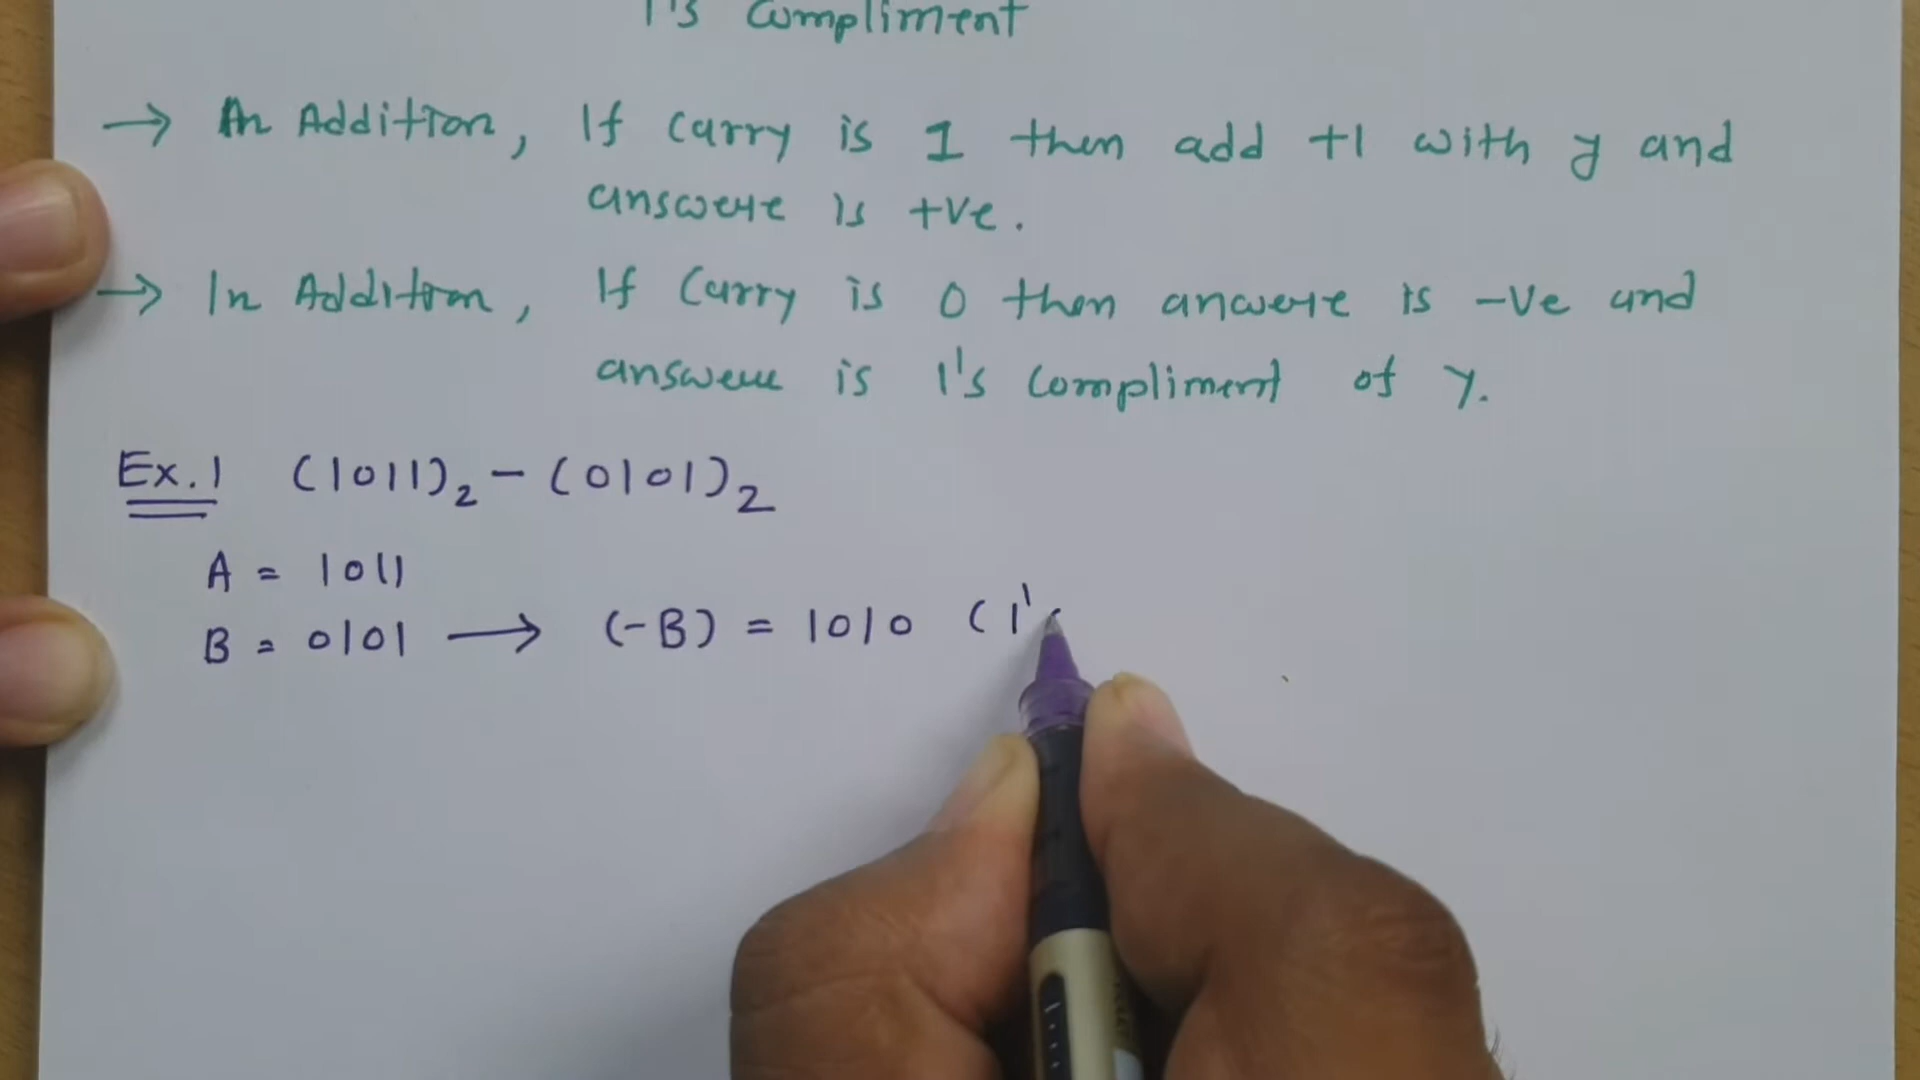 1's Compliment
→ An Addition, If Carry is 1 then add +1 with y and
answere is +ve.
→ In Addition, If Carry is 0 then anwere is -ve and
answere is 1's Compliment of y.
Ex.1 (1011)₂ - (0101)₂
A = 1011
B = 0101 → (-B) = 1010 (1's